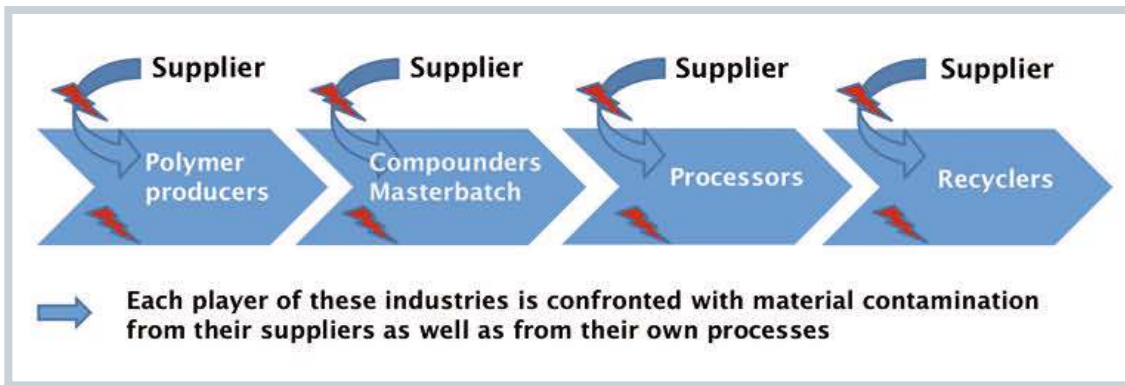 Supplier Supplier Supplier Supplier
Polymer
producers
Compounders
Masterbatch
Processors
Recyclers
Each player of these industries is confronted with material contamination
from their suppliers as well as from their own processes